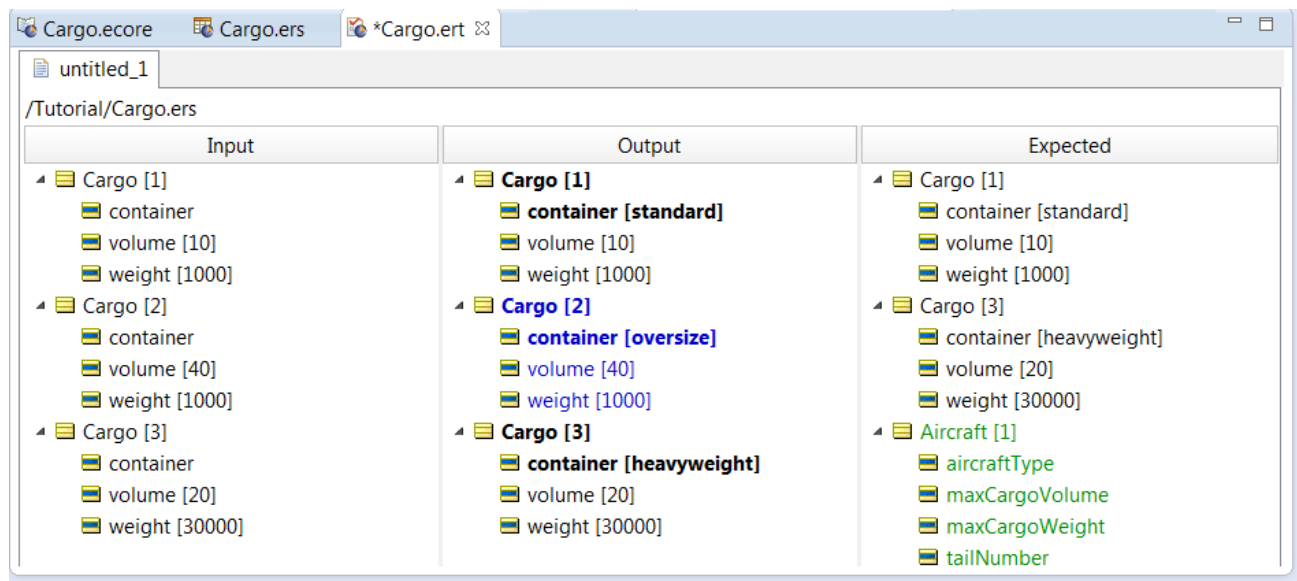 Cargo.ecore Cargo.ers *Cargo.ert
untitled_1
/Tutorial/Cargo.ers
Input Output Expected
Cargo [1] Cargo [1] Cargo [1]
container container [standard] container [standard]
volume [10] volume [10] volume [10]
weight [1000] weight [1000] weight [1000]
Cargo [2] Cargo [2] Cargo [3]
container container [oversize] container [heavyweight]
volume [40] volume [40] volume [20]
weight [1000] weight [1000] weight [30000]
Cargo [3] Cargo [3] Aircraft [1]
container container [heavyweight] aircraftType
volume [20] volume [20] maxCargoVolume
weight [30000] weight [30000] maxCargoWeight
tailNumber